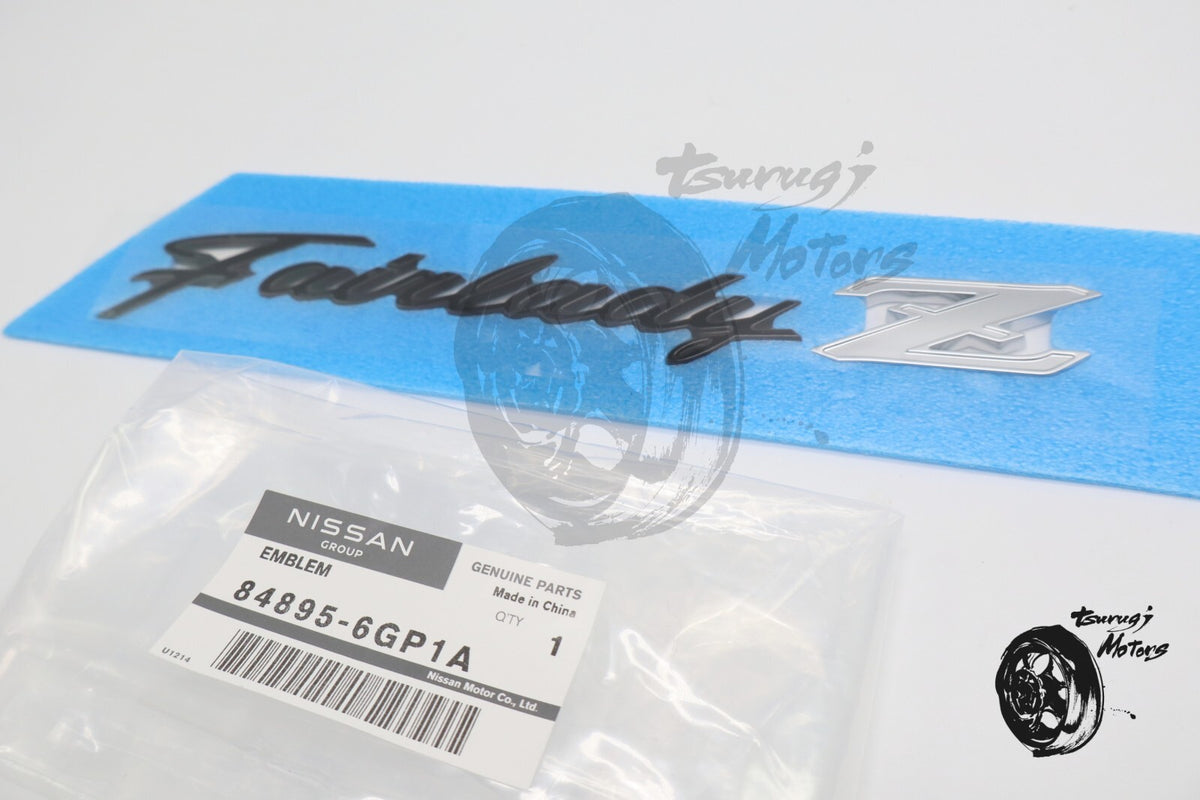 tsurugi
Motors
Fairlady Z
NISSAN
GROUP
EMBLEM
GENUINE PARTS
Made in China
84895-6GP1A
Q'TY
1
Nissan Motor Co., Ltd.
U1214
tsurugi
Motors